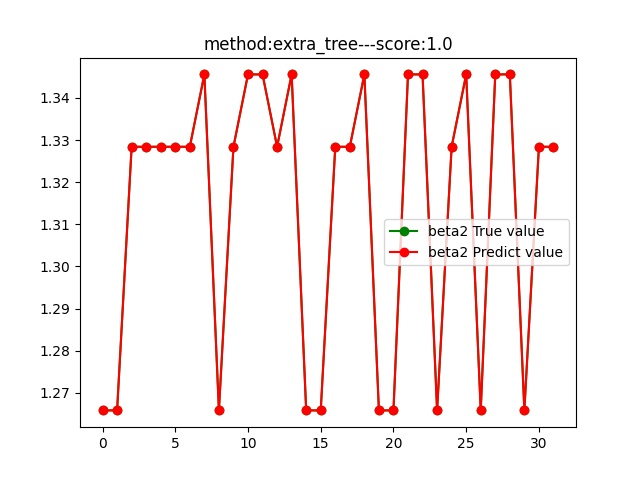 method:extra_tree---score:1.0
1.34
1.33
1.32
1.31
1.30
1.29
1.28
1.27
beta2 True value
beta2 Predict value
0 5 10 15 20 25 30